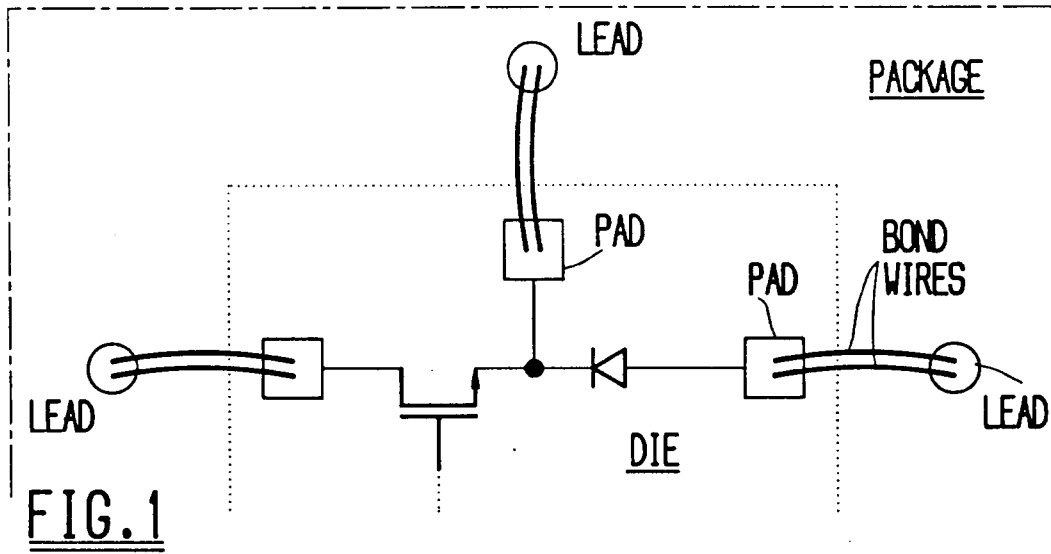 LEAD
PACKAGE
PAD
BOND
WIRES
PAD
LEAD
LEAD
DIE
FIG.1